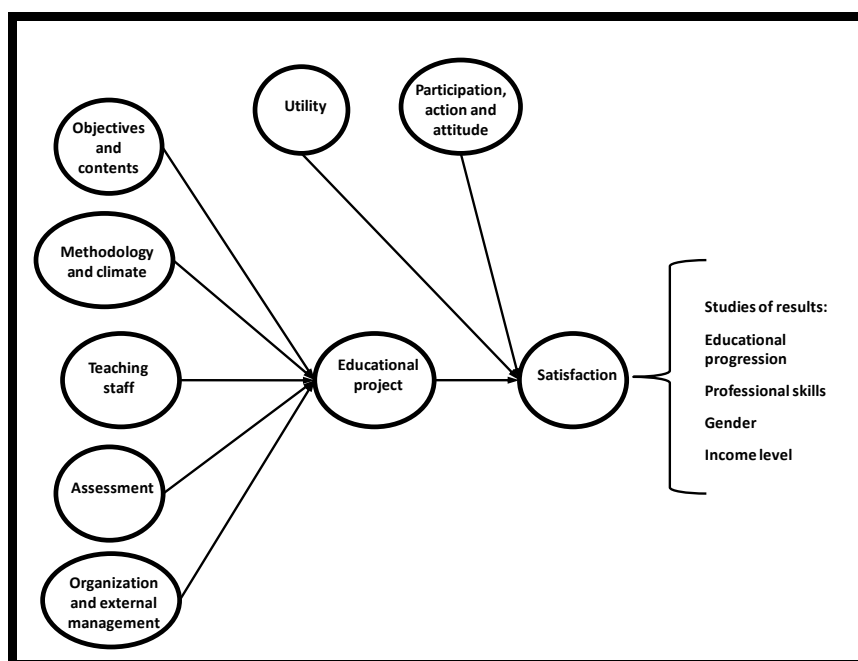 Objectives
and
contents
Utility
Participation,
action and
attitude
Methodology
and climate
Teaching
staff
Educational
project
Satisfaction
Assessment
Organization
and external
management
Studies of results:
Educational
progression
Professional skills
Gender
Income level